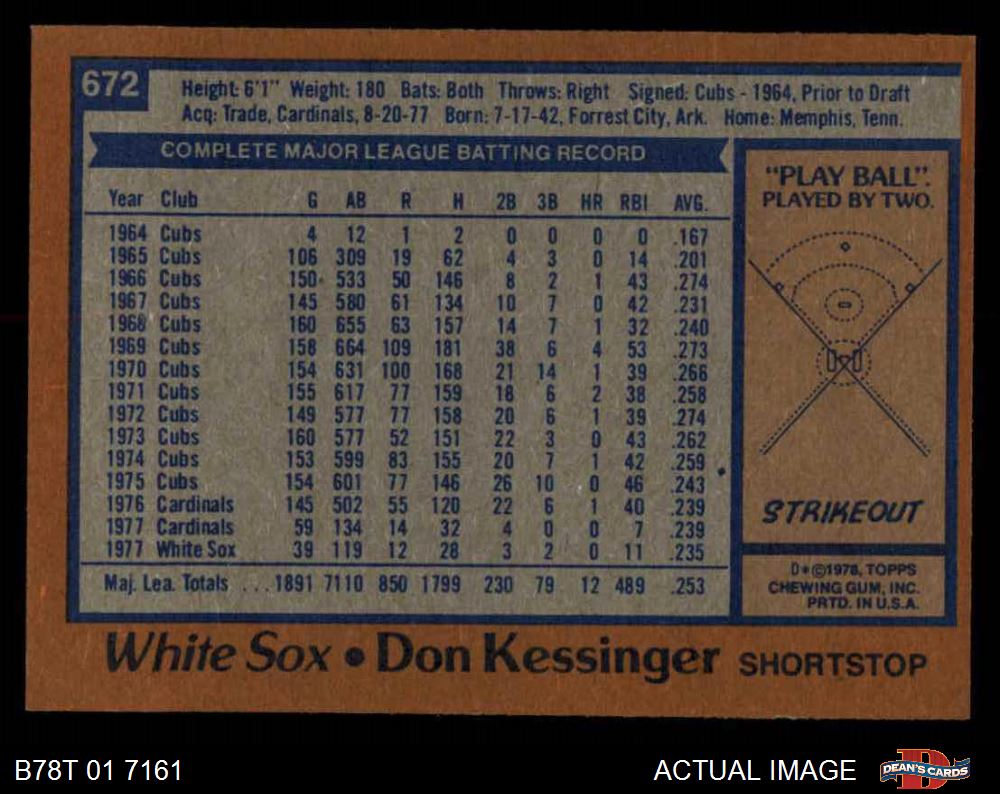 672
Height: 6'1" Weight: 180 Bats: Both Throws: Right Signed: Cubs - 1964, Prior to Draft
Acq: Trade, Cardinals, 8-20-77 Born: 7-17-42, Forrest City, Ark. Home: Memphis, Tenn.
COMPLETE MAJOR LEAGUE BATTING RECORD
Year Club G AB R H 2B 3B HR RBI AVG.
1964 Cubs 4 12 1 2 0 0 0 0 .167
1965 Cubs 106 309 19 62 4 3 0 14 .201
1966 Cubs 150 533 50 146 8 2 1 43 .274
1967 Cubs 145 580 61 134 10 7 0 42 .231
1968 Cubs 160 655 63 157 14 7 1 32 .240
1969 Cubs 158 664 109 181 38 6 4 53 .273
1970 Cubs 154 631 100 168 21 14 1 39 .266
1971 Cubs 155 617 77 159 18 6 2 38 .258
1972 Cubs 149 577 77 158 20 6 1 39 .274
1973 Cubs 160 577 52 151 22 3 0 43 .262
1974 Cubs 153 599 83 155 20 7 1 42 .259
1975 Cubs 154 601 77 146 26 10 0 46 .243
1976 Cardinals 145 502 55 120 22 6 1 40 .239
1977 Cardinals 59 134 14 32 4 0 0 7 .239
1977 White Sox 39 119 12 28 3 2 0 11 .235
Maj. Lea. Totals ... 1891 7110 850 1799 230 79 12 489 .253
"PLAY BALL".
PLAYED BY TWO.
STRIKEOUT
D*©1978, TOPPS
CHEWING GUM, INC.
PRTD. IN U.S.A.
White Sox • Don Kessinger SHORTSTOP
B78T 01 7161
ACTUAL IMAGE
DEAN'S CARDS